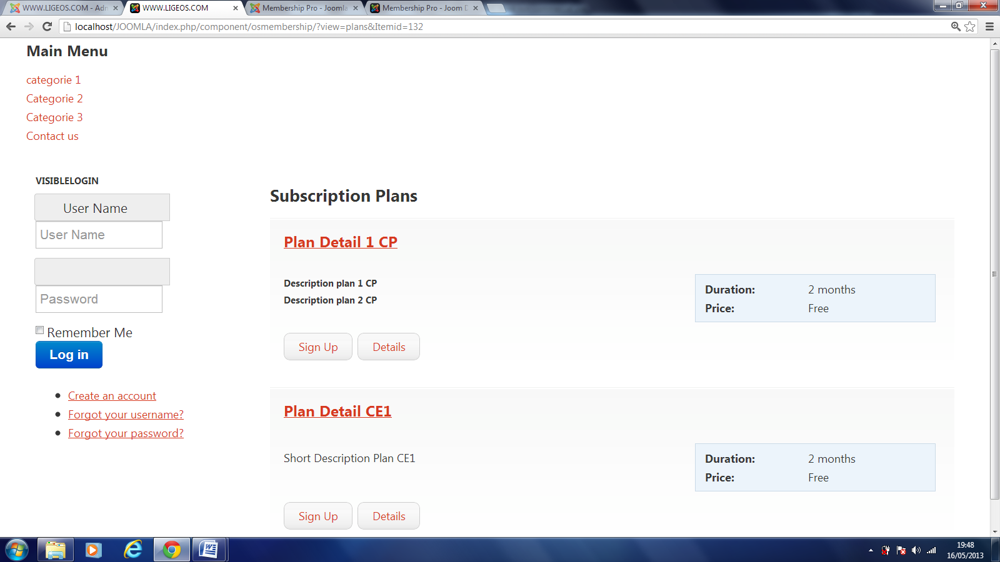 WWW.LIGEOS.COM - Adn
WWW.LIGEOS.COM
Membership Pro - Joomla
Membership Pro - Joom D
localhost/JOOMLA/index.php/component/osmembership/?view=plans&Itemid=132
Main Menu
categorie 1
Categorie 2
Categorie 3
Contact us
VISIBLELOGIN
User Name
User Name
Password
Remember Me
Log in
Create an account
Forgot your username?
Forgot your password?
Subscription Plans
Plan Detail 1 CP
Description plan 1 CP
Description plan 2 CP
Duration: 2 months
Price: Free
Sign Up Details
Plan Detail CE1
Short Description Plan CE1
Duration: 2 months
Price: Free
Sign Up Details
19:48
16/05/2013